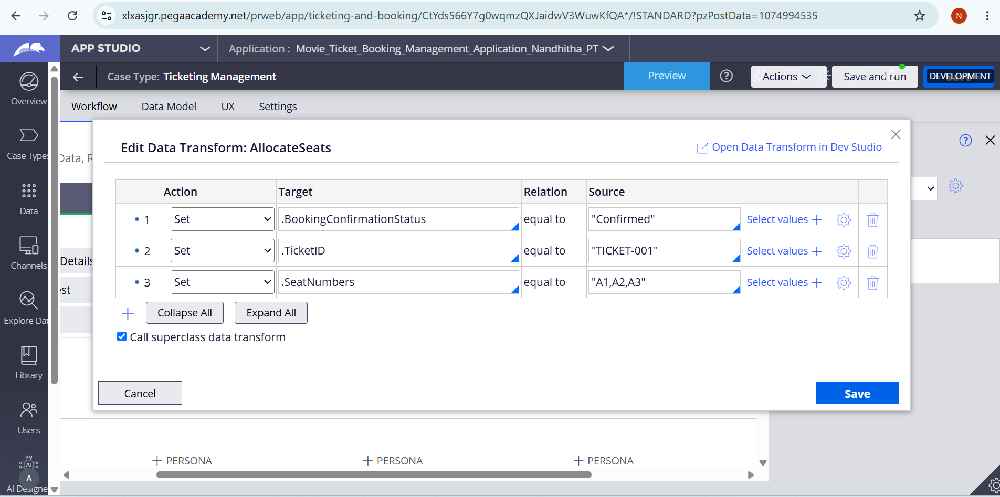 xlxasjgr.pegaacademy.net/prweb/app/ticketing-and-booking/CtYds566Y7g0wqmzQXJaidwV3WuwKfQA*/!STANDARD?pzPostData=1074994535
N
APP STUDIO
Application : Movie_Ticket_Booking_Management_Application_Nandhitha_PT
Case Type: Ticketing Management
Preview
Actions
Save and run
DEVELOPMENT
Overview
Case Types
Data
Channels
Explore Dat
Library
Users
AI
A
AI Designe
Workflow
Data Model
UX
Settings
Data, R
Details
est
Edit Data Transform: AllocateSeats
Open Data Transform in Dev Studio
Action Target Relation Source
1 Set .BookingConfirmationStatus equal to "Confirmed" Select values
2 Set .TicketID equal to "TICKET-001" Select values
3 Set .SeatNumbers equal to "A1,A2,A3" Select values
Collapse All
Expand All
Call superclass data transform
Cancel
Save
PERSONA
PERSONA
PERSONA